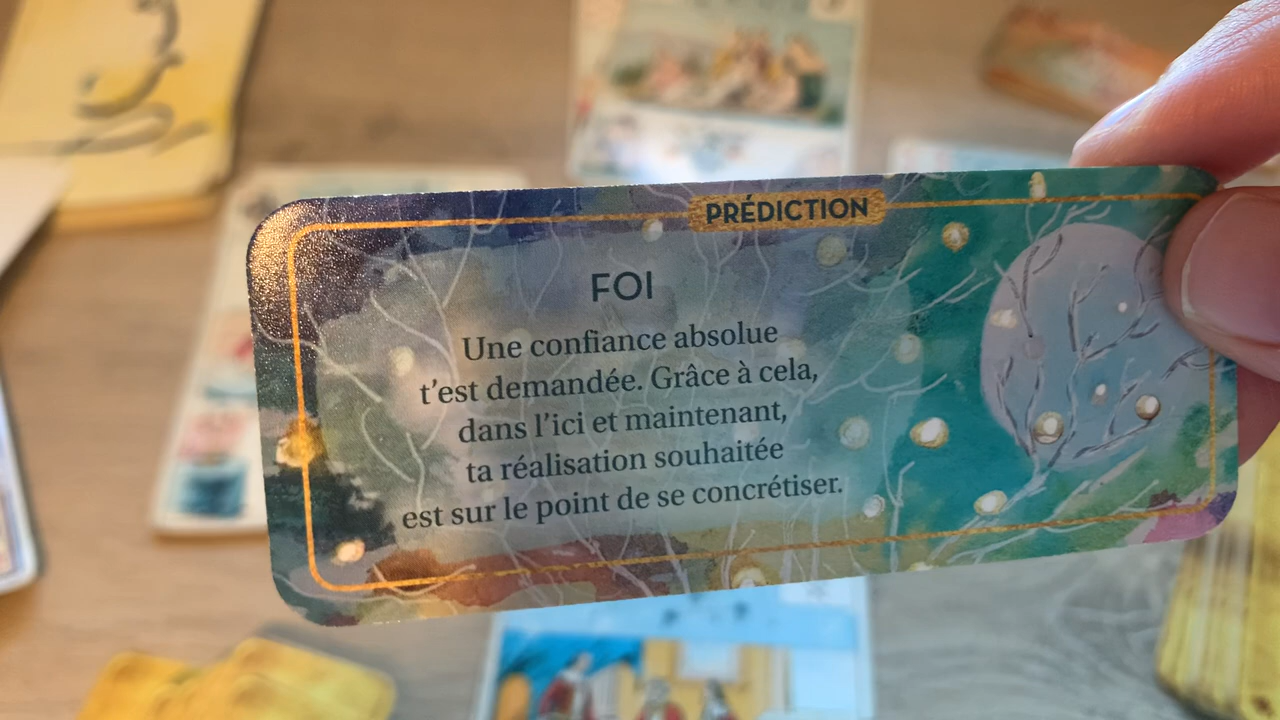 PRÉDICTION
FOI
Une confiance absolue
t’est demandée. Grâce à cela,
dans l’ici et maintenant,
ta réalisation souhaitée
est sur le point de se concrétiser.